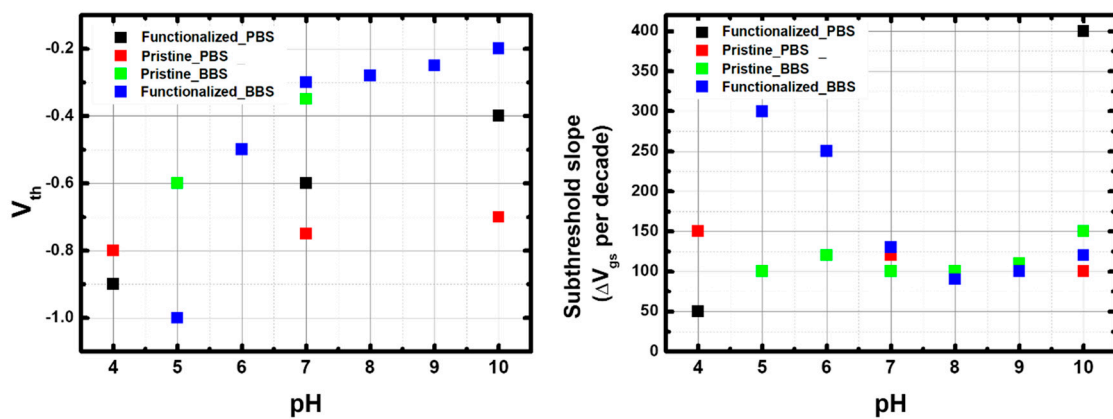 Functionalized_PBS
Pristine_PBS
Pristine_BBS
Functionalized_BBS
-0.2
-0.4
-0.6
-0.8
-1.0
V_th
4 5 6 7 8 9 10
pH
Functionalized_PBS
Pristine_PBS
Pristine_BBS
Functionalized_BBS
400
350
300
250
200
150
100
50
0
Subthreshold slope
(ΔV_gs per decade)
4 5 6 7 8 9 10
pH